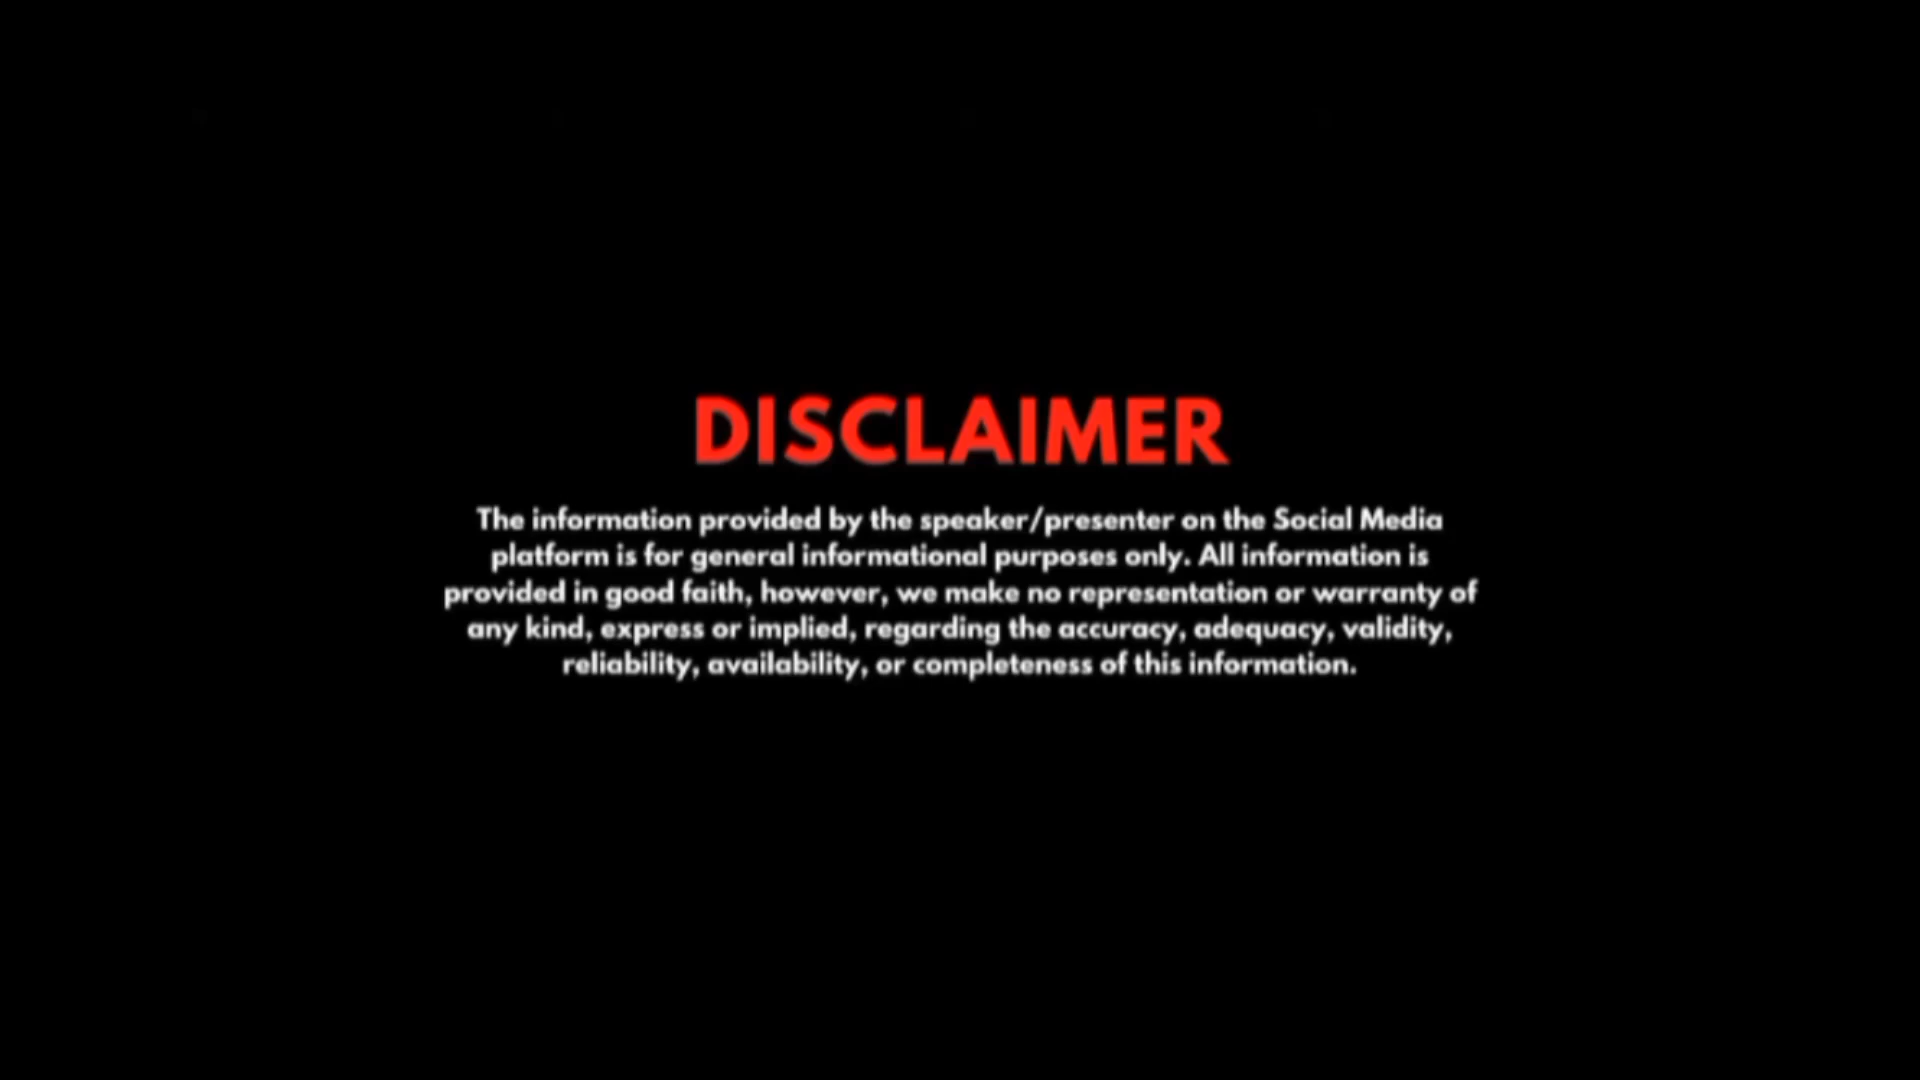 DISCLAIMER
The information provided by the speaker/presenter on the Social Media
platform is for general informational purposes only. All information is
provided in good faith, however, we make no representation or warranty of
any kind, express or implied, regarding the accuracy, adequacy, validity,
reliability, availability, or completeness of this information.